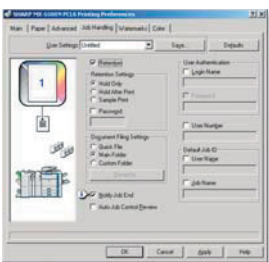 SHARP MX-5500N PCL6 Printing Preferences
Main Paper Advanced Job Handling Watermarks Color
User Settings: Untitled Save... Defaults
Retention
Retention Settings
Hold Only
Hold After Print
Sample Print
Password
Document Filing Settings
Quick File
Main Folder
Custom Folder
Notify Job End
Auto Job Control Review
User Authentication
Login Name
Password
User Number
Default Job ID
User Name
Job Name
1
OK Cancel Apply Help